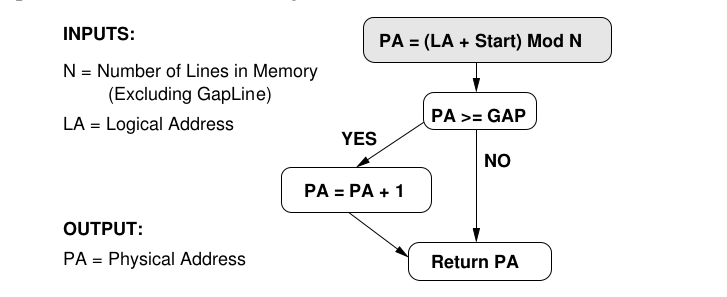 INPUTS:
N = Number of Lines in Memory
(Excluding GapLine)
LA = Logical Address
OUTPUT:
PA = Physical Address
PA = (LA + Start) Mod N
PA >= GAP
YES
NO
PA = PA + 1
Return PA